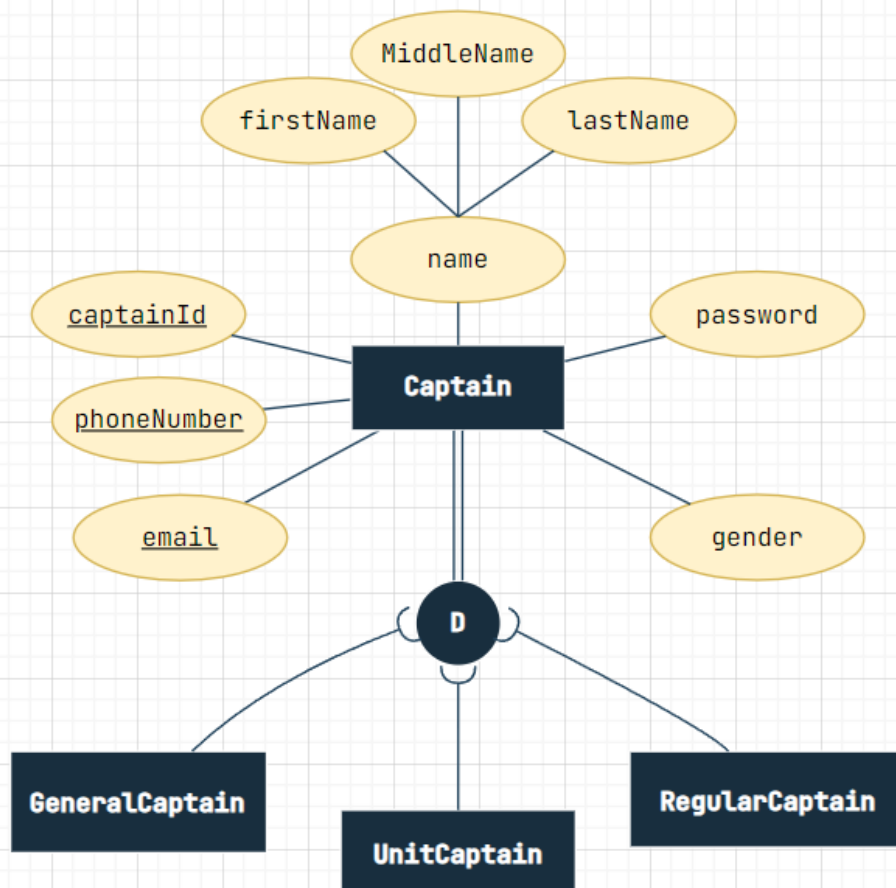 MiddleName
firstName
lastName
name
captainId
password
Captain
phoneNumber
email
gender
D
GeneralCaptain
RegularCaptain
UnitCaptain